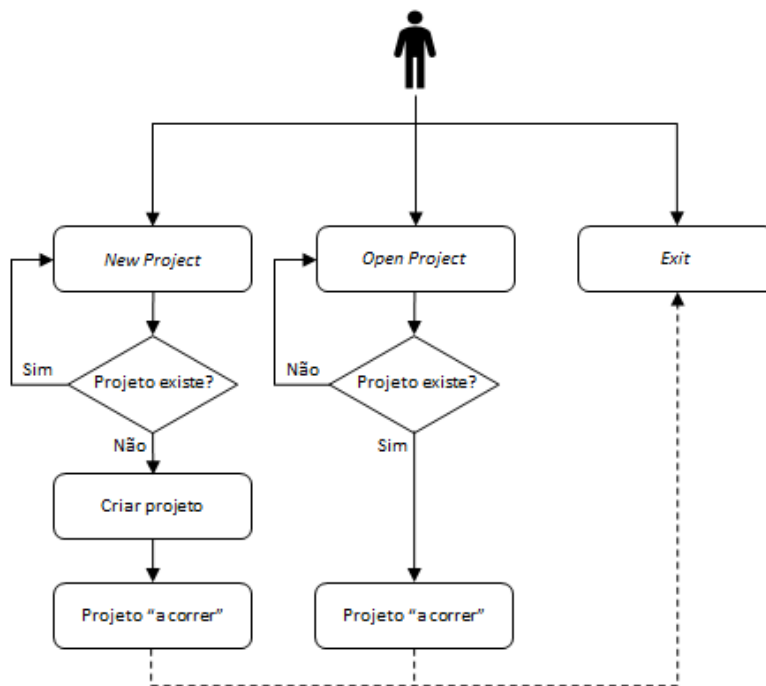 New Project
Open Project
Exit
Sim
Projeto existe?
Não
Projeto existe?
Não
Sim
Criar projeto
Projeto “a correr”
Projeto “a correr”